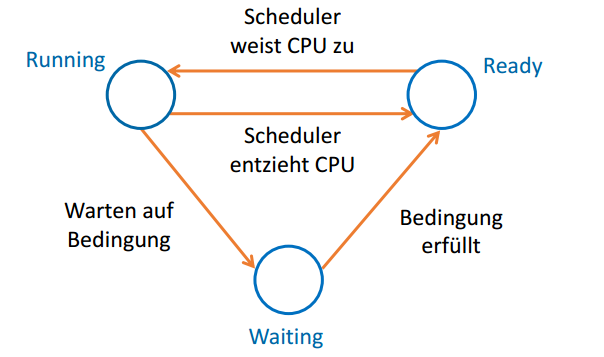 Scheduler
weist CPU zu
Running
Ready
Scheduler
entzieht CPU
Warten auf
Bedingung
Bedingung
erfüllt
Waiting